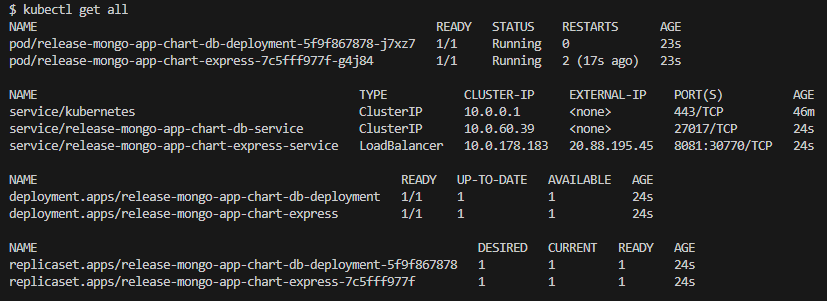 $ kubectl get all
NAME READY STATUS RESTARTS AGE
pod/release-mongo-app-chart-db-deployment-5f9f867878-j7xz7 1/1 Running 0 23s
pod/release-mongo-app-chart-express-7c5fff977f-g4j84 1/1 Running 2 (17s ago) 23s
NAME TYPE CLUSTER-IP EXTERNAL-IP PORT(S) AGE
service/kubernetes ClusterIP 10.0.0.1 <none> 443/TCP 46m
service/release-mongo-app-chart-db-service ClusterIP 10.0.60.39 <none> 27017/TCP 24s
service/release-mongo-app-chart-express-service LoadBalancer 10.0.178.183 20.88.195.45 8081:30770/TCP 24s
NAME READY UP-TO-DATE AVAILABLE AGE
deployment.apps/release-mongo-app-chart-db-deployment 1/1 1 1 24s
deployment.apps/release-mongo-app-chart-express 1/1 1 1 24s
NAME DESIRED CURRENT READY AGE
replicaset.apps/release-mongo-app-chart-db-deployment-5f9f867878 1 1 1 24s
replicaset.apps/release-mongo-app-chart-express-7c5fff977f 1 1 1 24s